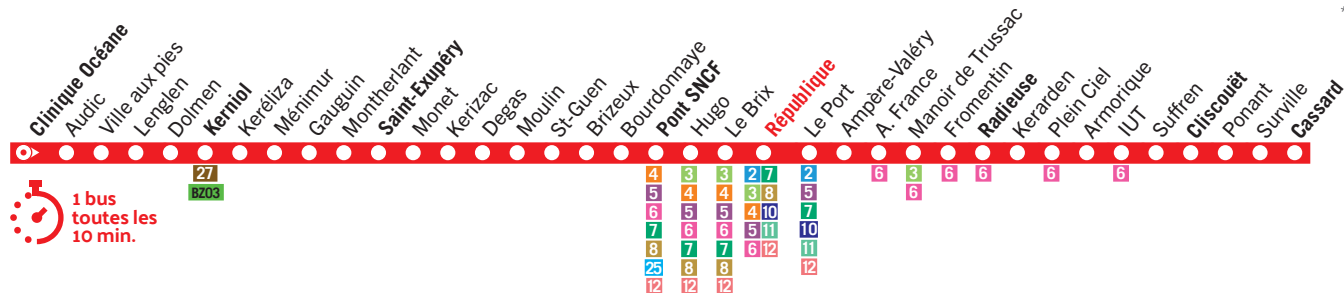 *
Clinique Océane
Audic
Ville aux pies
Lenglen
Dolmen
Kerniol
Keréliza
Ménimur
Gauguin
Montherlant
Saint-Exupéry
Monet
Kerizac
Degas
Moulin
St-Guen
Brizeux
Bourdonnaye
Pont SNCF
Hugo
Le Brix
République
Le Port
Ampère-Valéry
A. France
Manoir de Trussac
Fromentin
Radieuse
Kerarden
Plein Ciel
Armorique
IUT
Suffren
Cliscouët
Ponant
Surville
Cassard
27
BZ03
4
5
6
7
8
25
12
3
4
5
6
7
8
12
3
4
5
6
7
8
12
2 7
3 8
4 10
5 11
6 12
2
5
7
10
11
12
6
3
6
6
6
6
6
1 bus
toutes les
10 min.